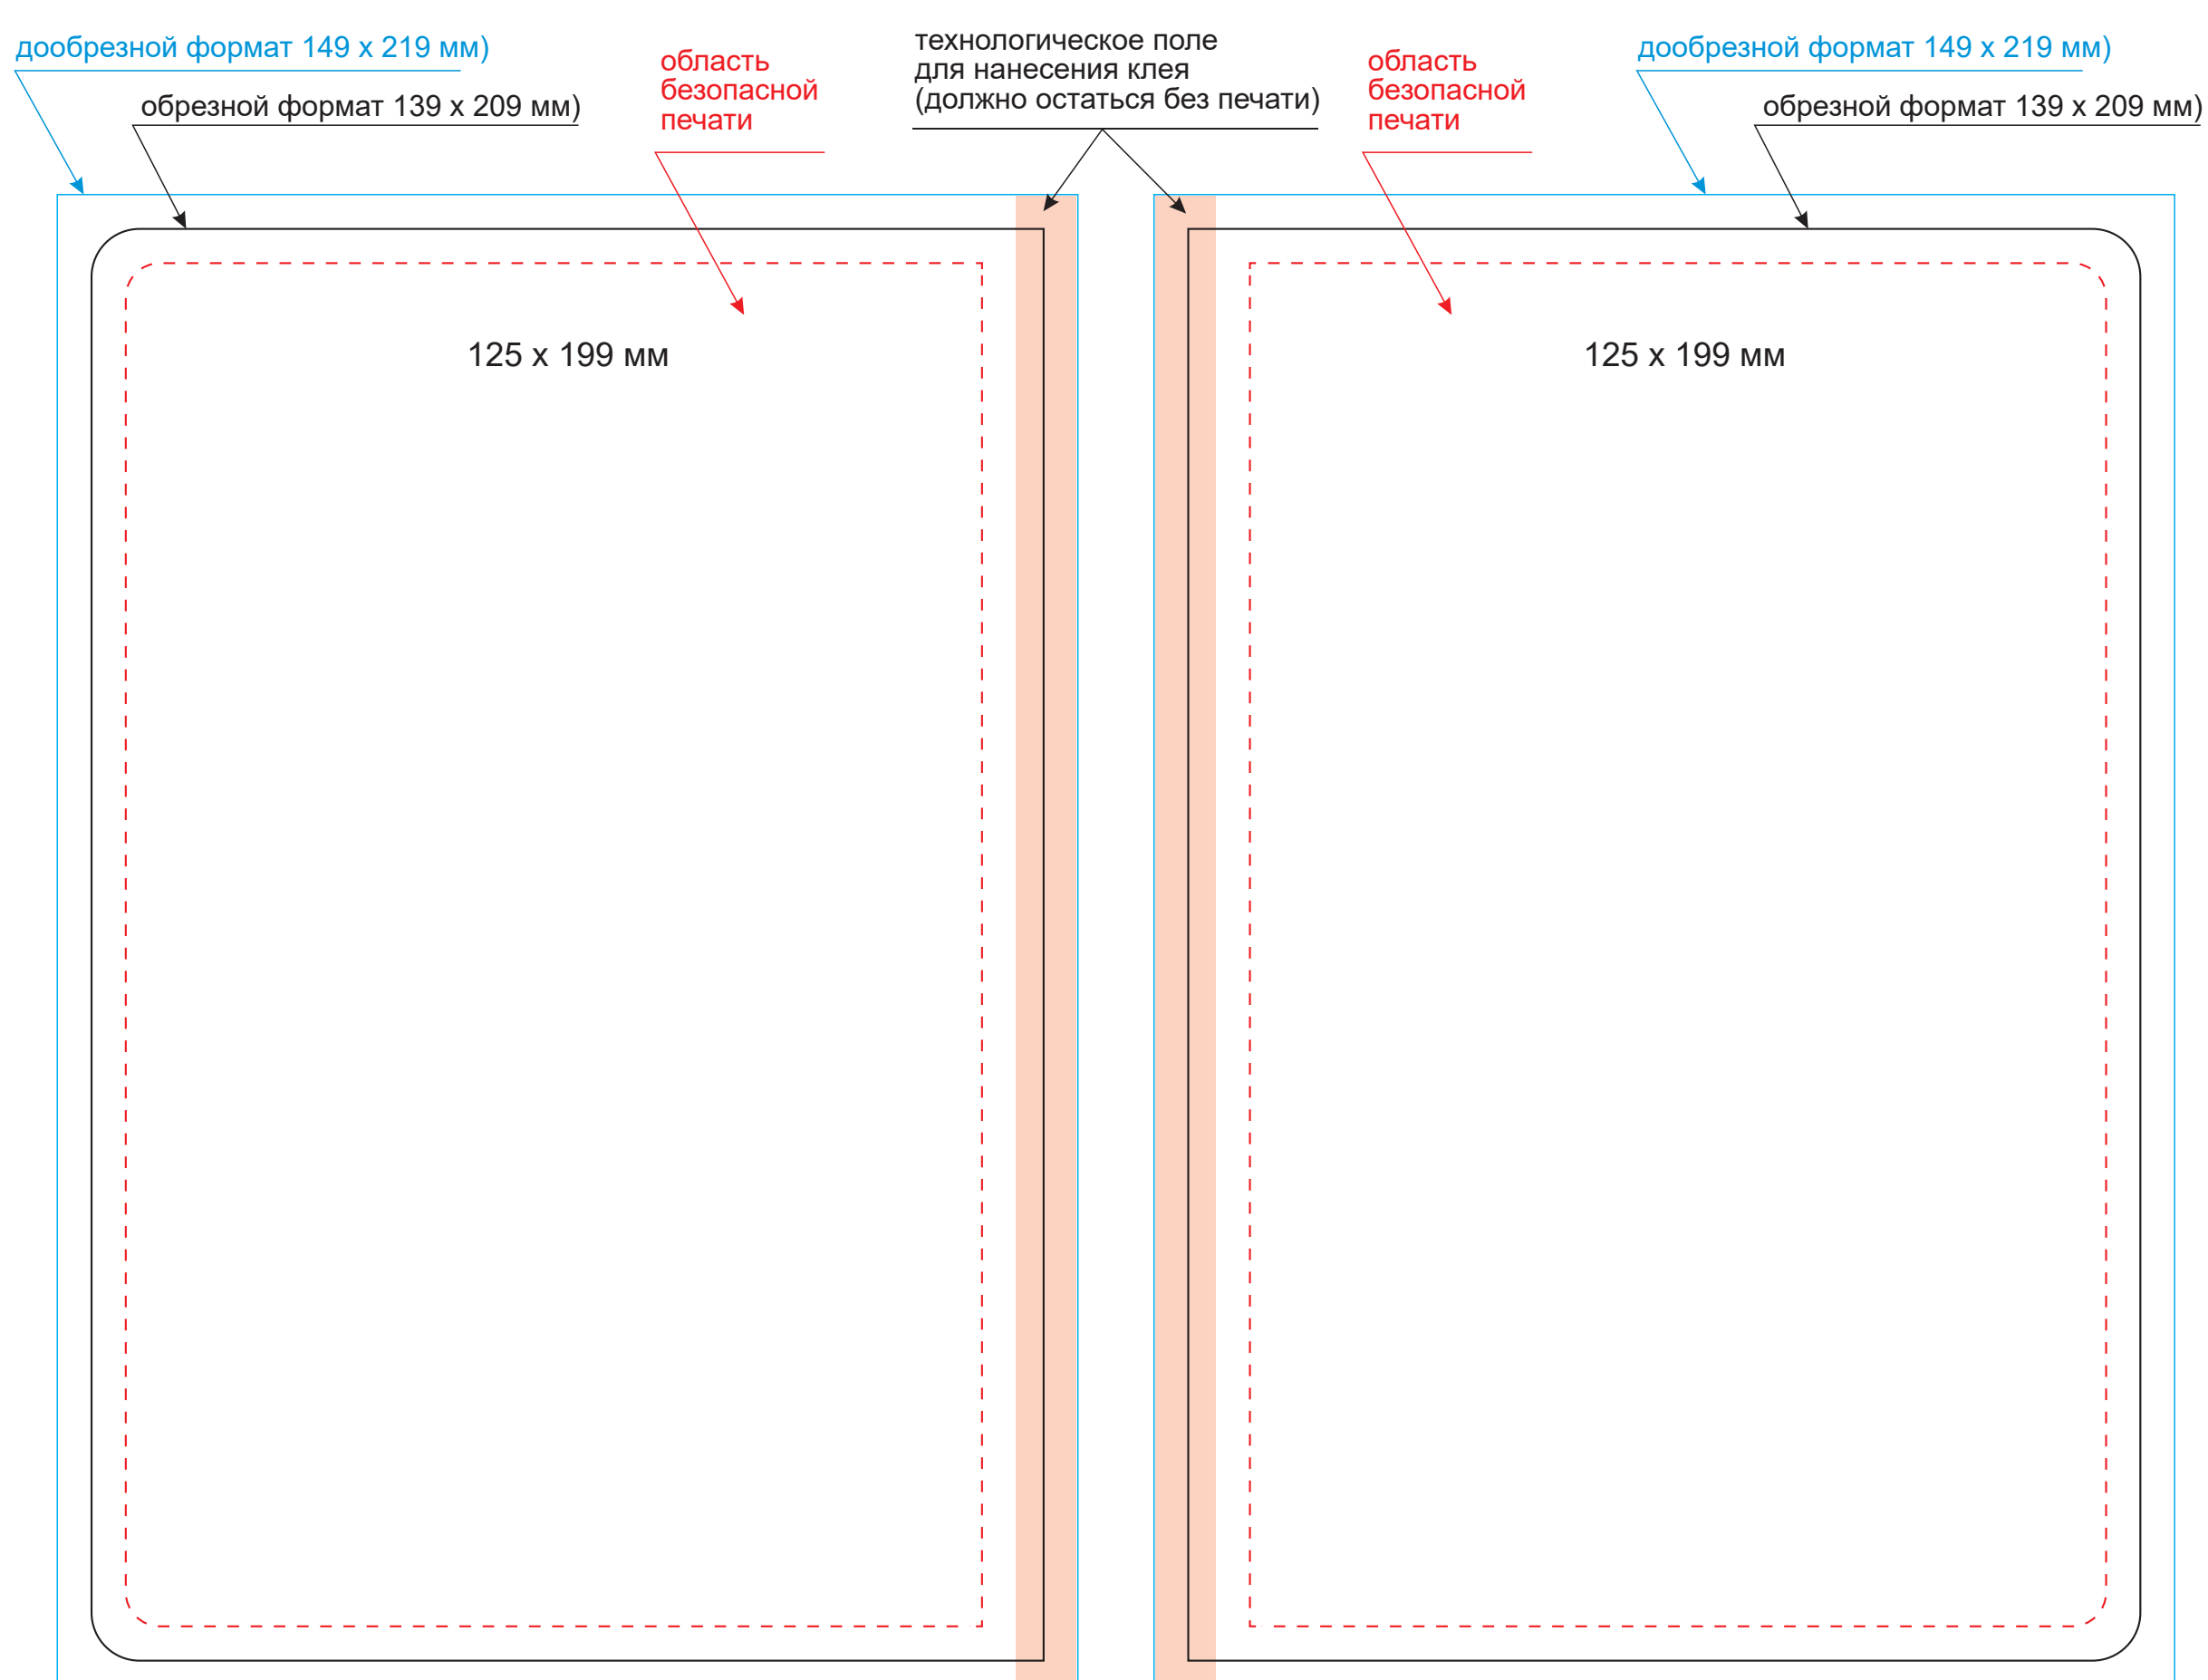 дообрезной формат 149 х 219 мм)
обрезной формат 139 х 209 мм)
область
безопасной
печати
технологическое поле
для нанесения клея
(должно остаться без печати)
область
безопасной
печати
дообрезной формат 149 х 219 мм)
обрезной формат 139 х 209 мм)
125 х 199 мм
125 х 199 мм